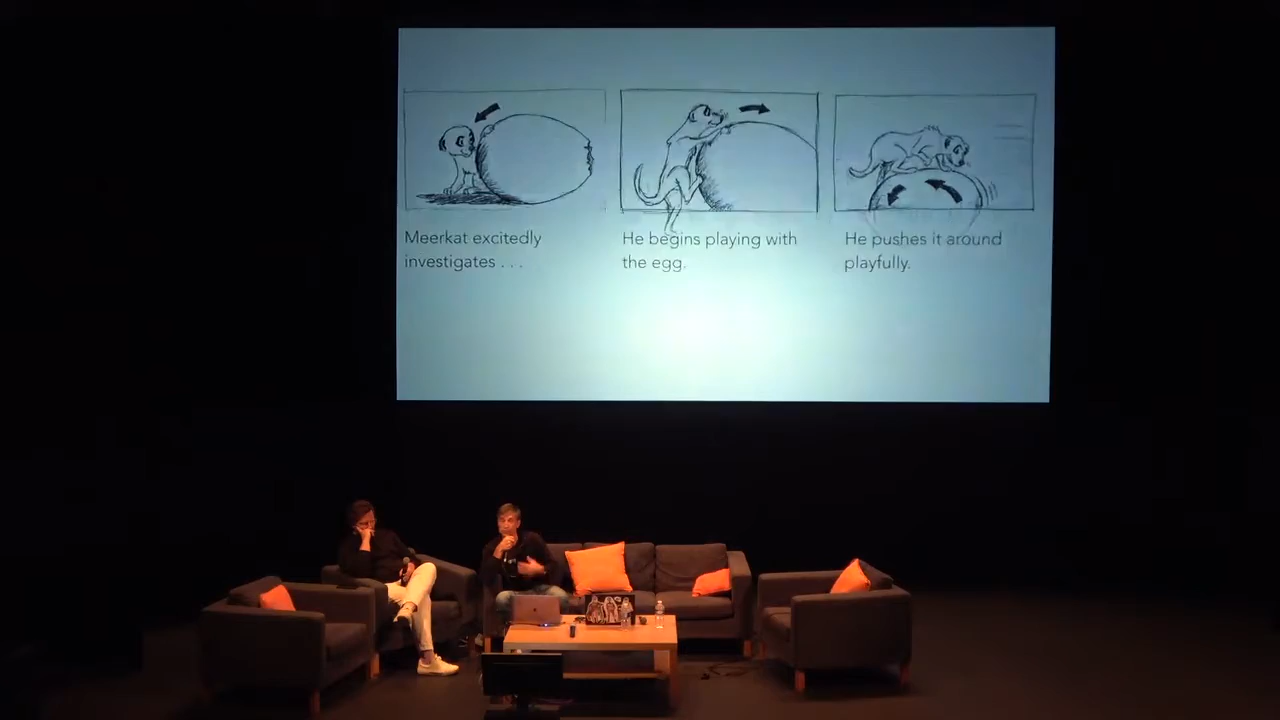 Meerkat excitedly
investigates . . .
He begins playing with
the egg.
He pushes it around
playfully.